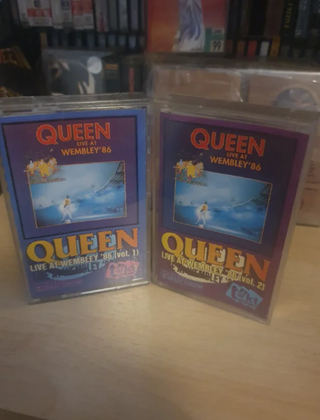 QUEEN
LIVE AT
WEMBLEY'86
QUEEN
LIVE AT WEMBLEY '86 (vol. 1)
QUEEN
LIVE AT
WEMBLEY'86
QUEEN
LIVE AT WEMBLEY '86 (vol. 2)